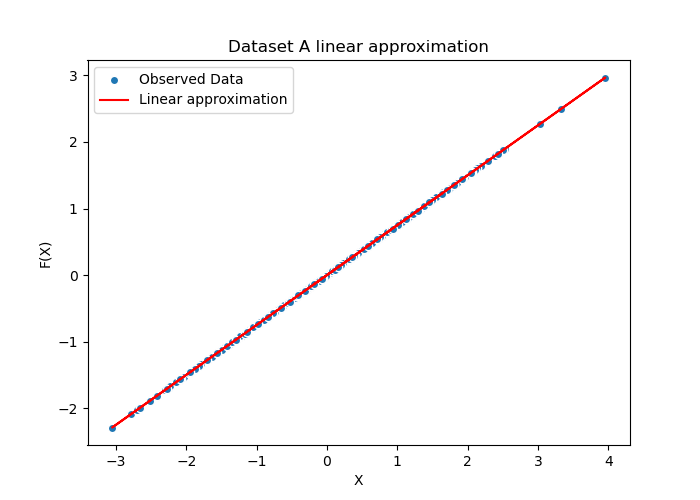 Dataset A linear approximation
Observed Data
Linear approximation
3
2
1
0
−1
−2
F(X)
−3
−2
−1
0
1
2
3
4
X